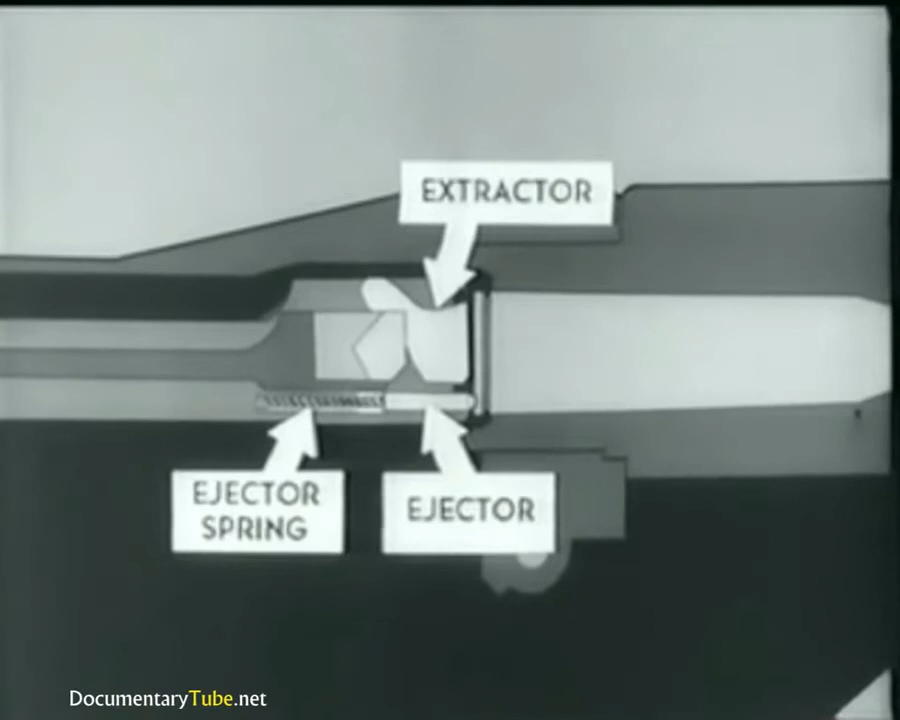 EXTRACTOR
EJECTOR
SPRING
EJECTOR
DocumentaryTube.net